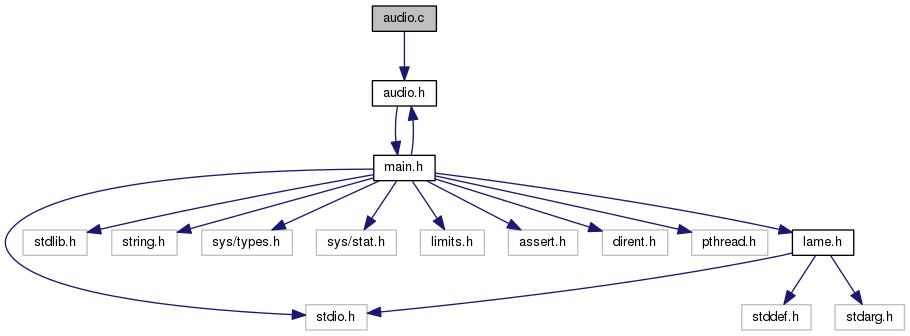 audio.c
audio.h
main.h
stdlib.h
string.h
sys/types.h
sys/stat.h
limits.h
assert.h
dirent.h
pthread.h
lame.h
stdio.h
stddef.h
stdarg.h